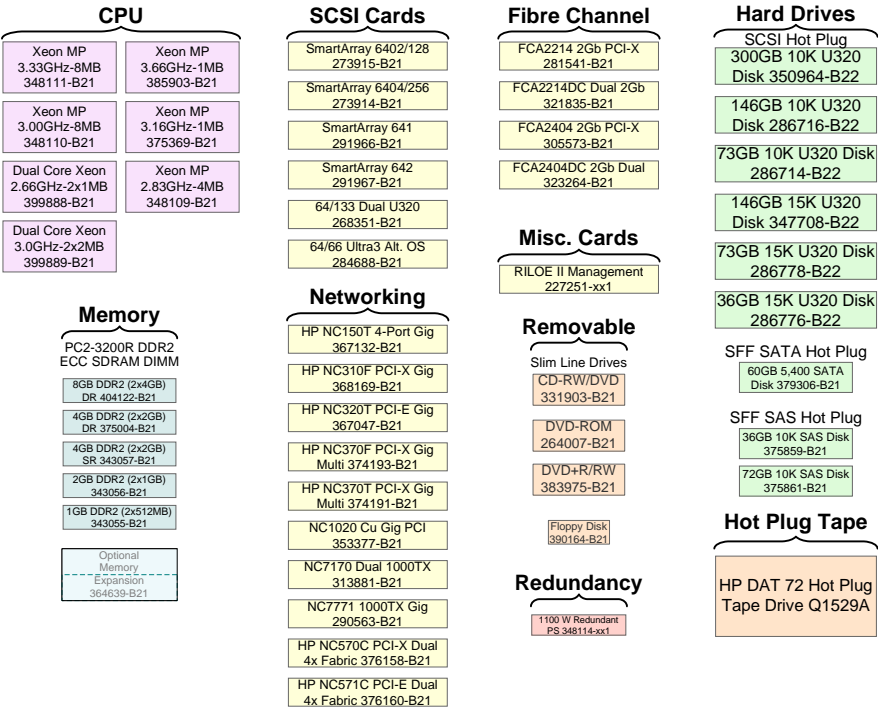 CPU
Xeon MP
3.33GHz-8MB
348111-B21
Xeon MP
3.66GHz-1MB
385903-B21
Xeon MP
3.00GHz-8MB
348110-B21
Xeon MP
3.16GHz-1MB
375369-B21
Dual Core Xeon
2.66GHz-2x1MB
399888-B21
Xeon MP
2.83GHz-4MB
348109-B21
Dual Core Xeon
3.0GHz-2x2MB
399889-B21
Memory
PC2-3200R DDR2
ECC SDRAM DIMM
8GB DDR2 (2x4GB)
DR 404122-B21
4GB DDR2 (2x2GB)
DR 375004-B21
4GB DDR2 (2x2GB)
SR 343057-B21
2GB DDR2 (2x1GB)
343056-B21
1GB DDR2 (2x512MB)
343055-B21
Optional
Memory
Expansion
364639-B21
SCSI Cards
SmartArray 6402/128
273915-B21
SmartArray 6404/256
273914-B21
SmartArray 641
291966-B21
SmartArray 642
291967-B21
64/133 Dual U320
268351-B21
64/66 Ultra3 Alt. OS
284688-B21
Networking
HP NC150T 4-Port Gig
367132-B21
HP NC310F PCI-X Gig
368169-B21
HP NC320T PCI-E Gig
367047-B21
HP NC370F PCI-X Gig
Multi 374193-B21
HP NC370T PCI-X Gig
Multi 374191-B21
NC1020 Cu Gig PCI
353377-B21
NC7170 Dual 1000TX
313881-B21
NC7771 1000TX Gig
290563-B21
HP NC570C PCI-X Dual
4x Fabric 376158-B21
HP NC571C PCI-E Dual
4x Fabric 376160-B21
Fibre Channel
FCA2214 2Gb PCI-X
281541-B21
FCA2214DC Dual 2Gb
321835-B21
FCA2404 2Gb PCI-X
305573-B21
FCA2404DC 2Gb Dual
323264-B21
Misc. Cards
RILOE II Management
227251-xx1
Removable
Slim Line Drives
CD-RW/DVD
331903-B21
DVD-ROM
264007-B21
DVD+R/RW
383975-B21
Floppy Disk
390164-B21
Redundancy
1100 W Redundant
PS 348114-xx1
Hard Drives
SCSI Hot Plug
300GB 10K U320
Disk 350964-B22
146GB 10K U320
Disk 286716-B22
73GB 10K U320 Disk
286714-B22
146GB 15K U320
Disk 347708-B22
73GB 15K U320 Disk
286778-B22
36GB 15K U320 Disk
286776-B22
SFF SATA Hot Plug
60GB 5,400 SATA
Disk 379306-B21
SFF SAS Hot Plug
36GB 10K SAS Disk
375859-B21
72GB 10K SAS Disk
375861-B21
Hot Plug Tape
HP DAT 72 Hot Plug
Tape Drive Q1529A